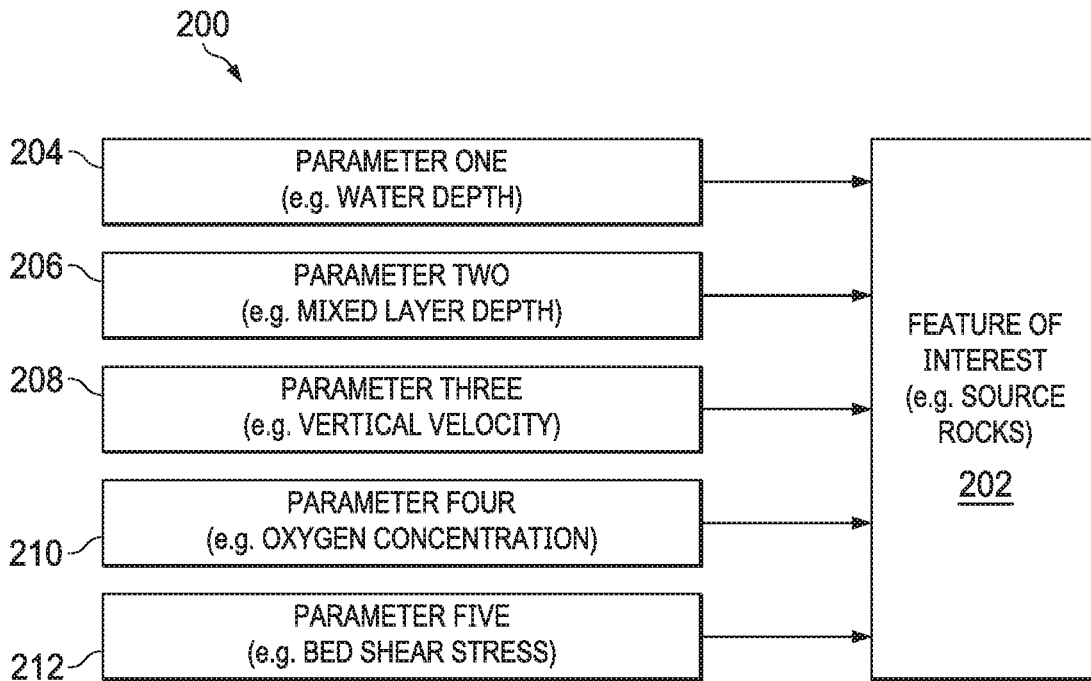 200
204
PARAMETER ONE
(e.g. WATER DEPTH)
206
PARAMETER TWO
(e.g. MIXED LAYER DEPTH)
208
PARAMETER THREE
(e.g. VERTICAL VELOCITY)
210
PARAMETER FOUR
(e.g. OXYGEN CONCENTRATION)
212
PARAMETER FIVE
(e.g. BED SHEAR STRESS)
FEATURE OF
INTEREST
(e.g. SOURCE
ROCKS)
202